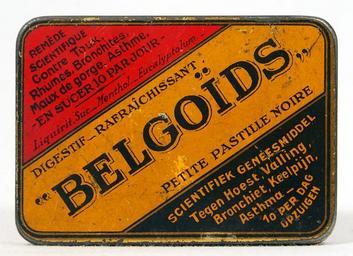 REMÈDE
SCIENTIFIQUE
Contre Toux,
Rhumes, Bronchites,
Maux de gorge, Asthme.
EN SUCER 10 PAR JOUR -
Liquirit. Suc - Menthol - Eucalyptolum -
DIGESTIF - RAFRAÎCHISSANT
"BELGOÏDS"
PETITE PASTILLE NOIRE
SCIENTIFIEK GENEESMIDDEL
Tegen Hoest, Valling,
Bronchiet, Keelpijn,
Asthma. -
10 PER DAG
OPZUIGEN